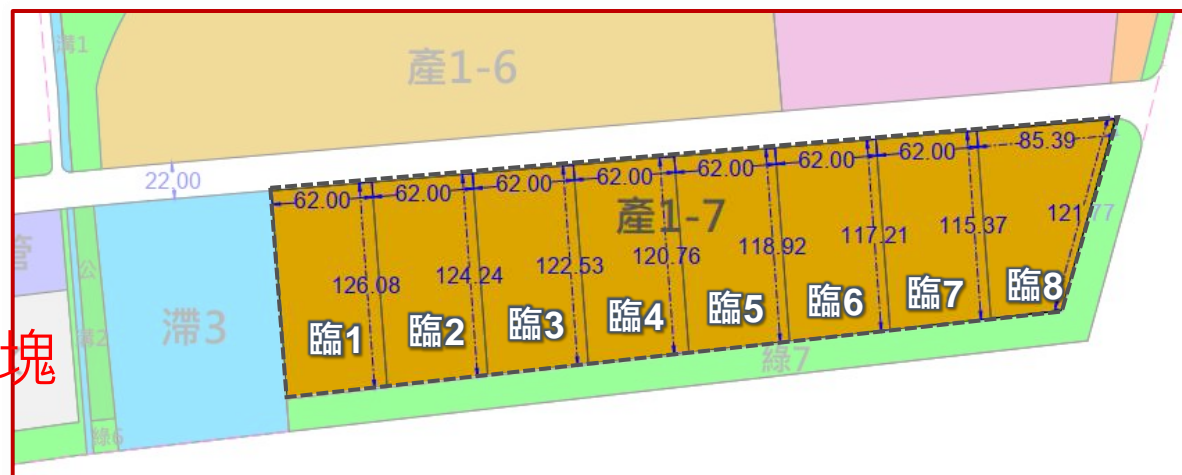 溝1
產1-6
22.00
62.00
62.00
62.00
62.00
62.00
62.00
62.00
85.39
產1-7
126.08
124.24
122.53
120.76
118.92
117.21
115.37
121.77
管
公
滯3
溝2
臨1
臨2
臨3
臨4
臨5
臨6
臨7
臨8
塊
綠7
綠6